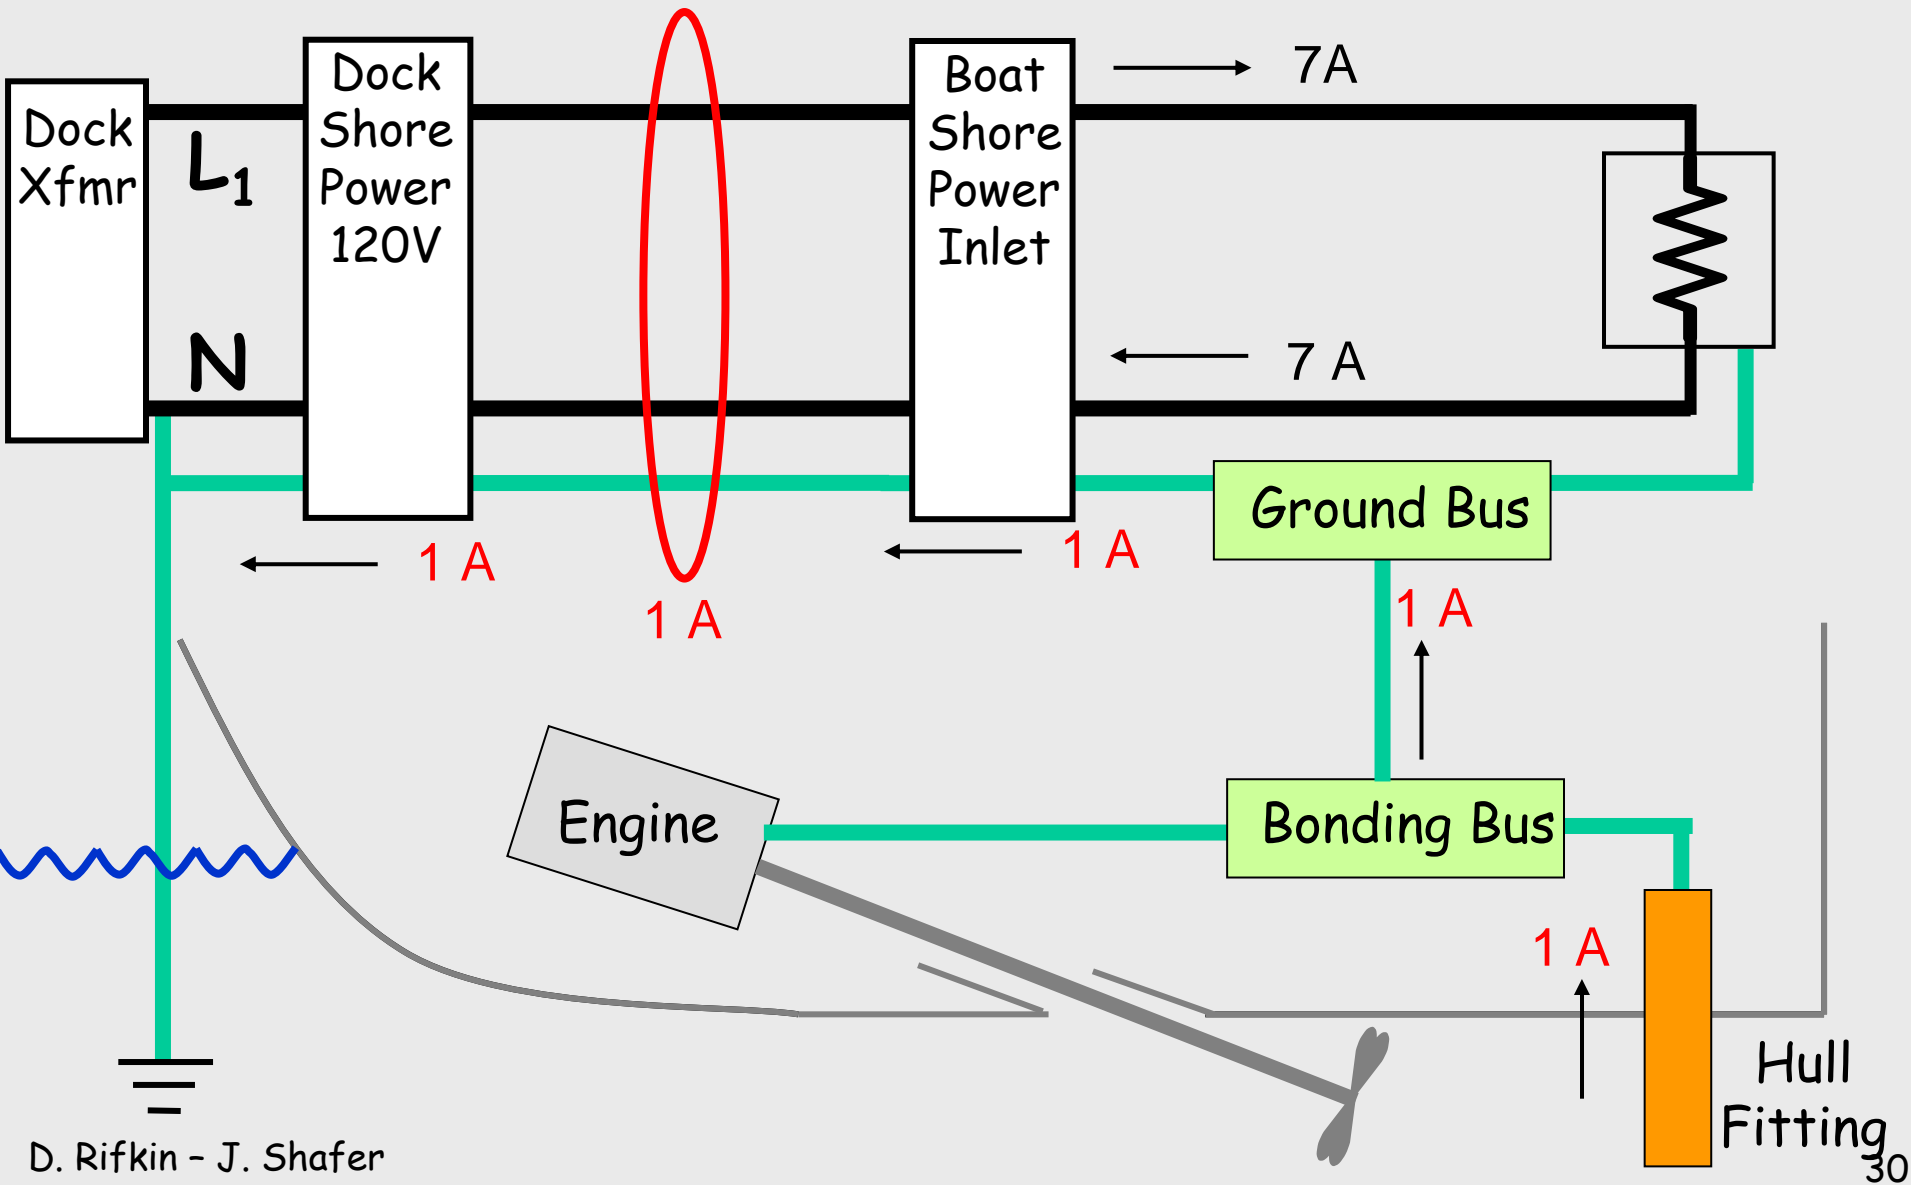 Dock
Xfmr
L1
N
Dock
Shore
Power
120V
Boat
Shore
Power
Inlet
7A
7 A
Ground Bus
1 A
1 A
1 A
1 A
Engine
Bonding Bus
1 A
Hull
Fitting
D. Rifkin – J. Shafer
30